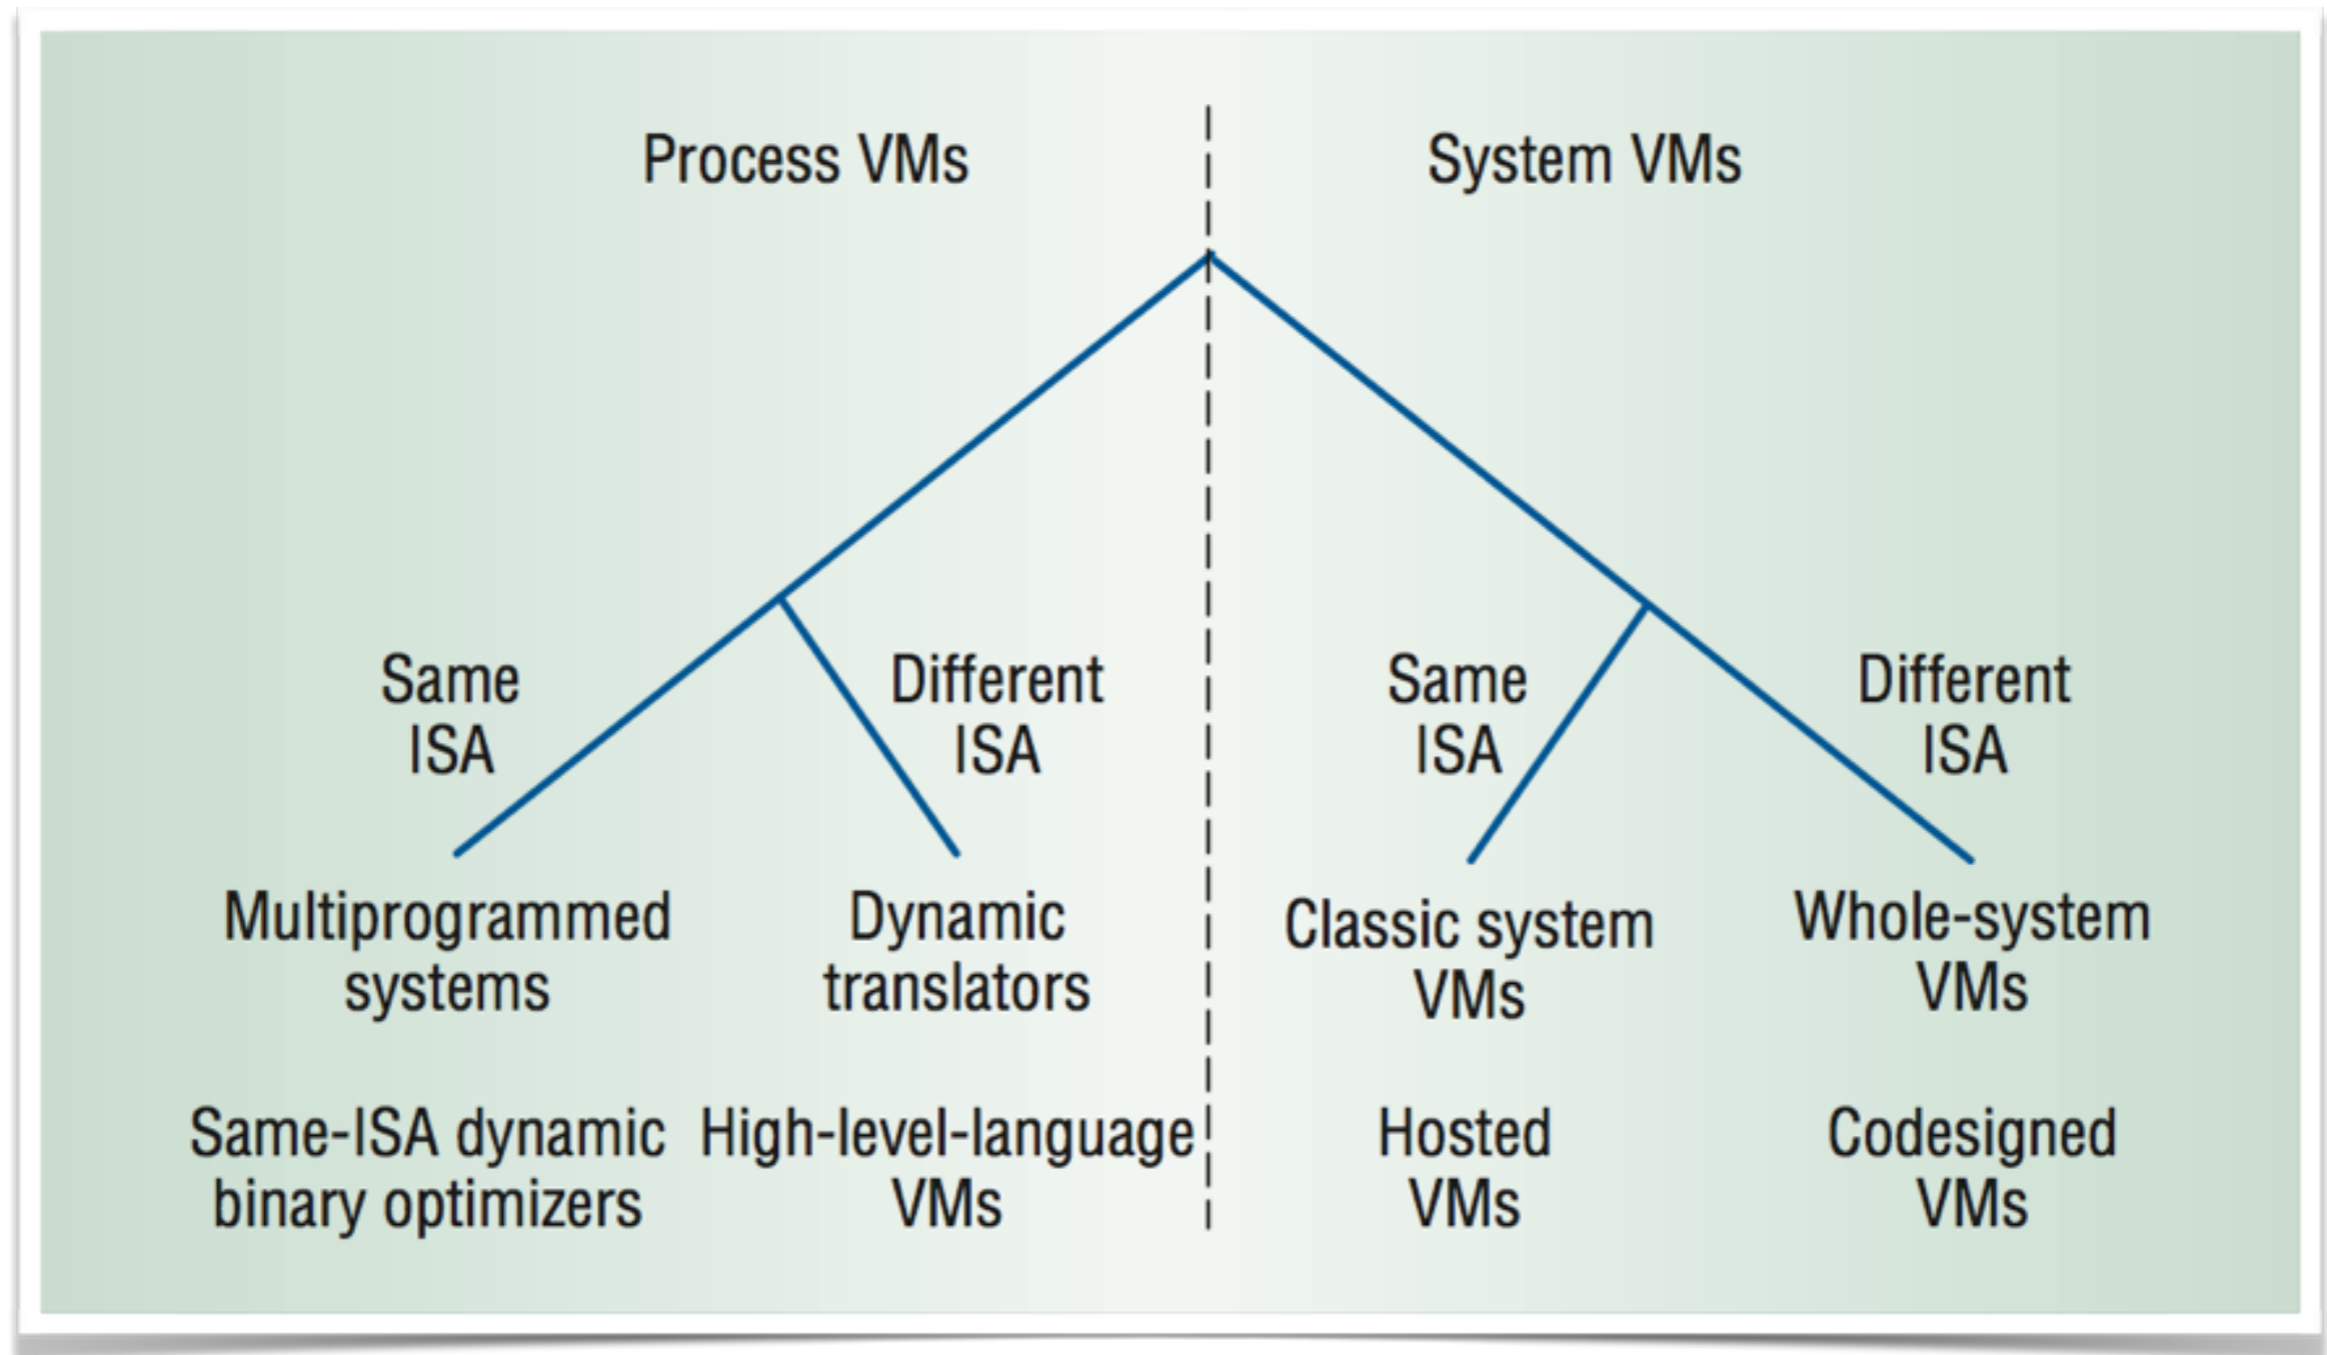 Process VMs
System VMs
Same
ISA
Different
ISA
Same
ISA
Different
ISA
Multiprogrammed
systems
Dynamic
translators
Classic system
VMs
Whole-system
VMs
Same-ISA dynamic
binary optimizers
High-level-language
VMs
Hosted
VMs
Codesigned
VMs